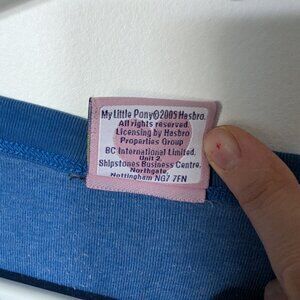 My Little Pony©2005 Hasbro.
All rights reserved.
Licensing by Hasbro
Properties Group
BC International Limited.
Unit 2.
Shipstones Business Centre.
Northgate.
Nottingham NG7 7FN